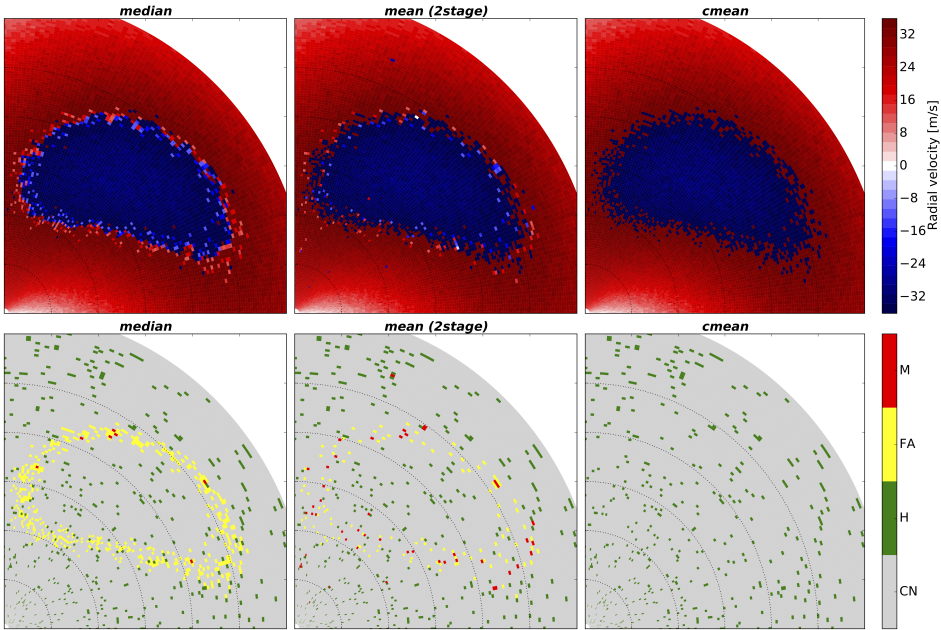 median
mean (2stage)
cmean
32
24
16
8
0
−8
−16
−24
−32
Radial velocity [m/s]
median
mean (2stage)
cmean
M
FA
H
CN